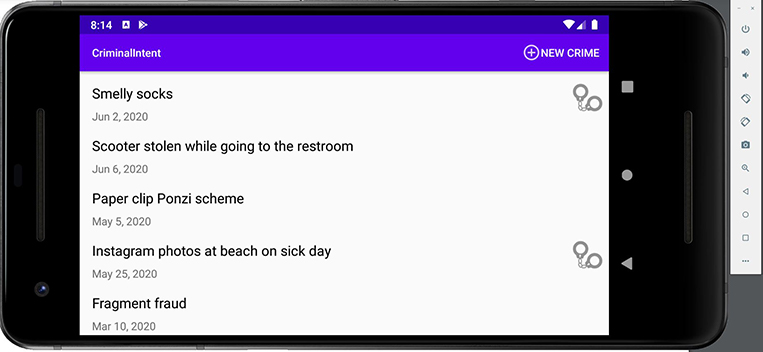 8:14
CriminalIntent
NEW CRIME
Smelly socks
Jun 2, 2020
Scooter stolen while going to the restroom
Jun 6, 2020
Paper clip Ponzi scheme
May 5, 2020
Instagram photos at beach on sick day
May 25, 2020
Fragment fraud
Mar 10, 2020